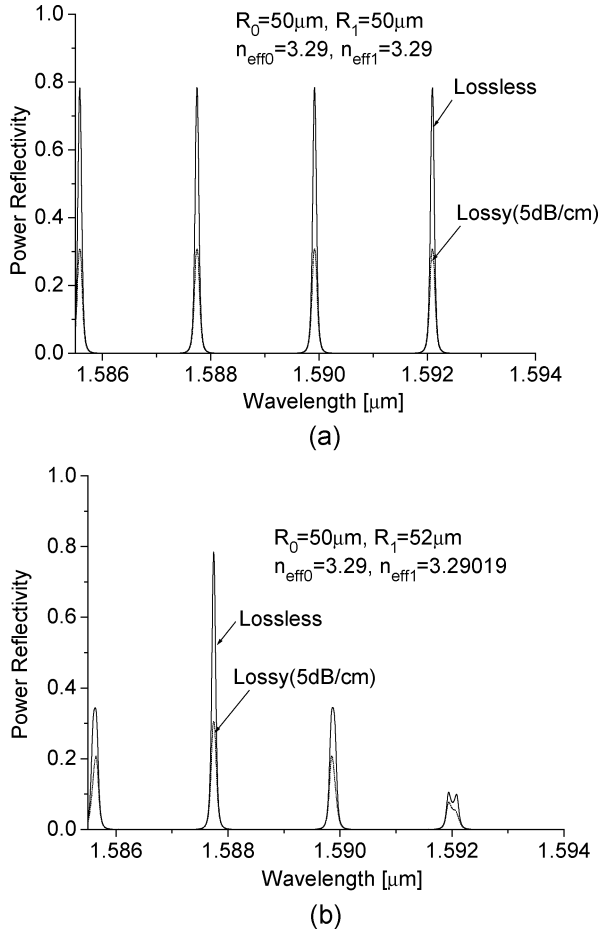 R₀=50μm, R₁=50μm
nₑff0=3.29, nₑff1=3.29
1.0
0.8
0.6
0.4
0.2
0.0
Power Reflectivity
Lossless
Lossy(5dB/cm)
1.586 1.588 1.590 1.592 1.594
Wavelength [μm]
(a)
1.0
0.8
0.6
0.4
0.2
0.0
Power Reflectivity
R₀=50μm, R₁=52μm
nₑff0=3.29, nₑff1=3.29019
Lossless
Lossy(5dB/cm)
1.586 1.588 1.590 1.592 1.594
Wavelength [μm]
(b)